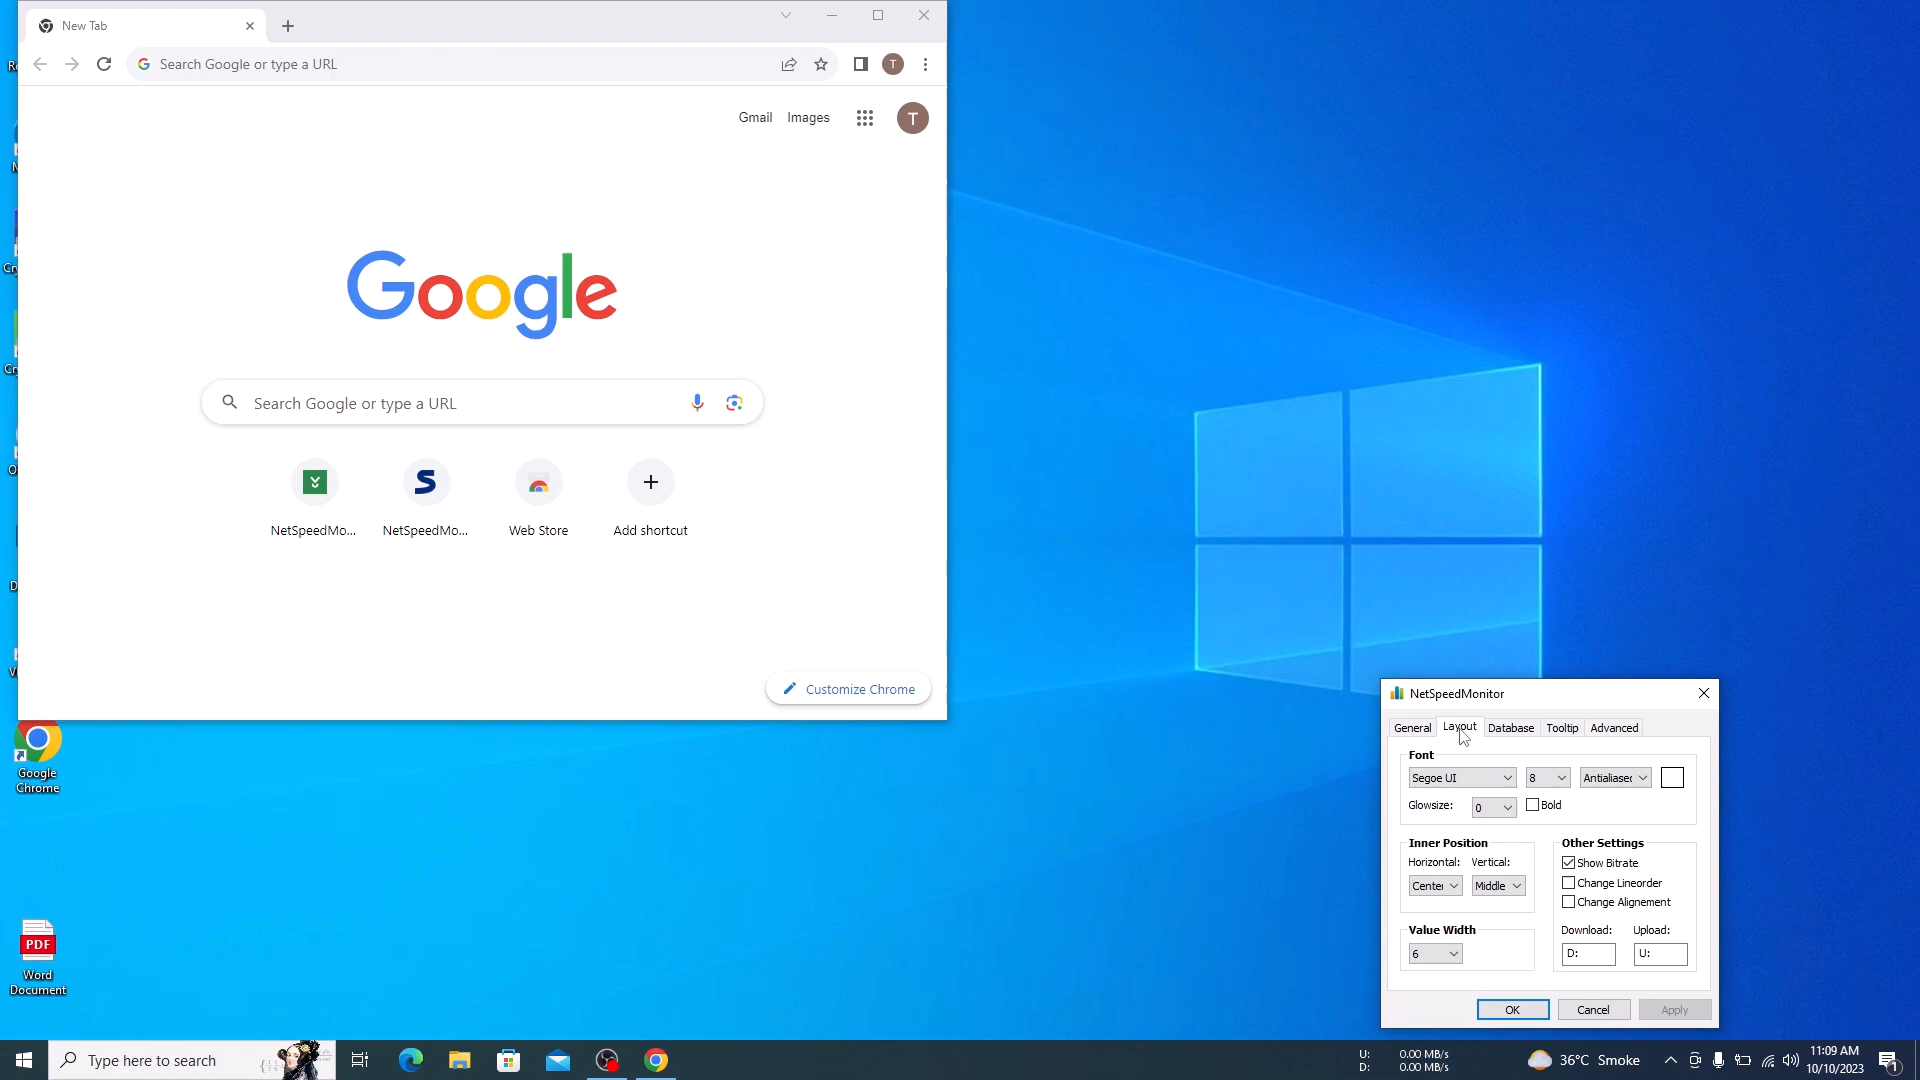 New Tab
Search Google or type a URL
T
Gmail Images
T
Google
Search Google or type a URL
NetSpeedMo...
NetSpeedMo...
Web Store
Add shortcut
Customize Chrome
Google
Chrome
PDF
Word
Document
NetSpeedMonitor
General Layout Database Tooltip Advanced
Font
Segoe UI 8
Glowsize: 0 Bold
Inner Position
Horizontal: Vertical:
Middle
Value Width
6
Other Settings
Show Bitrate
Change Lineorder
Change Alignement
Download: Upload:
D: U:
OK Cancel Apply
Type here to search
U: 0.00 MB/s
D: 0.00 MB/s
36°C Smoke
11:09 AM
10/10/2023
1